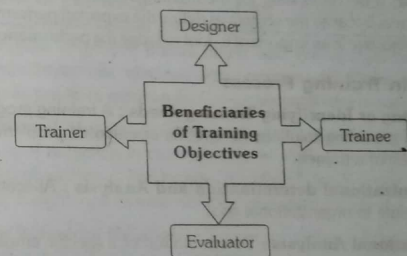 Designer
Beneficiaries
of Training
Objectives
Trainer
Trainee
Evaluator